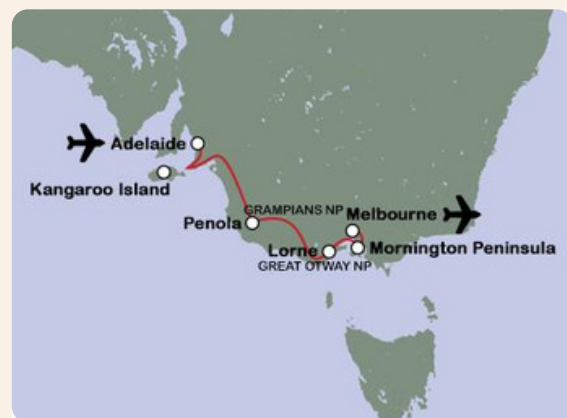 Adelaide
Kangaroo Island
GRAMPIANS NP
Melbourne
Penola
Lorne
Mornington Peninsula
GREAT OTWAY NP